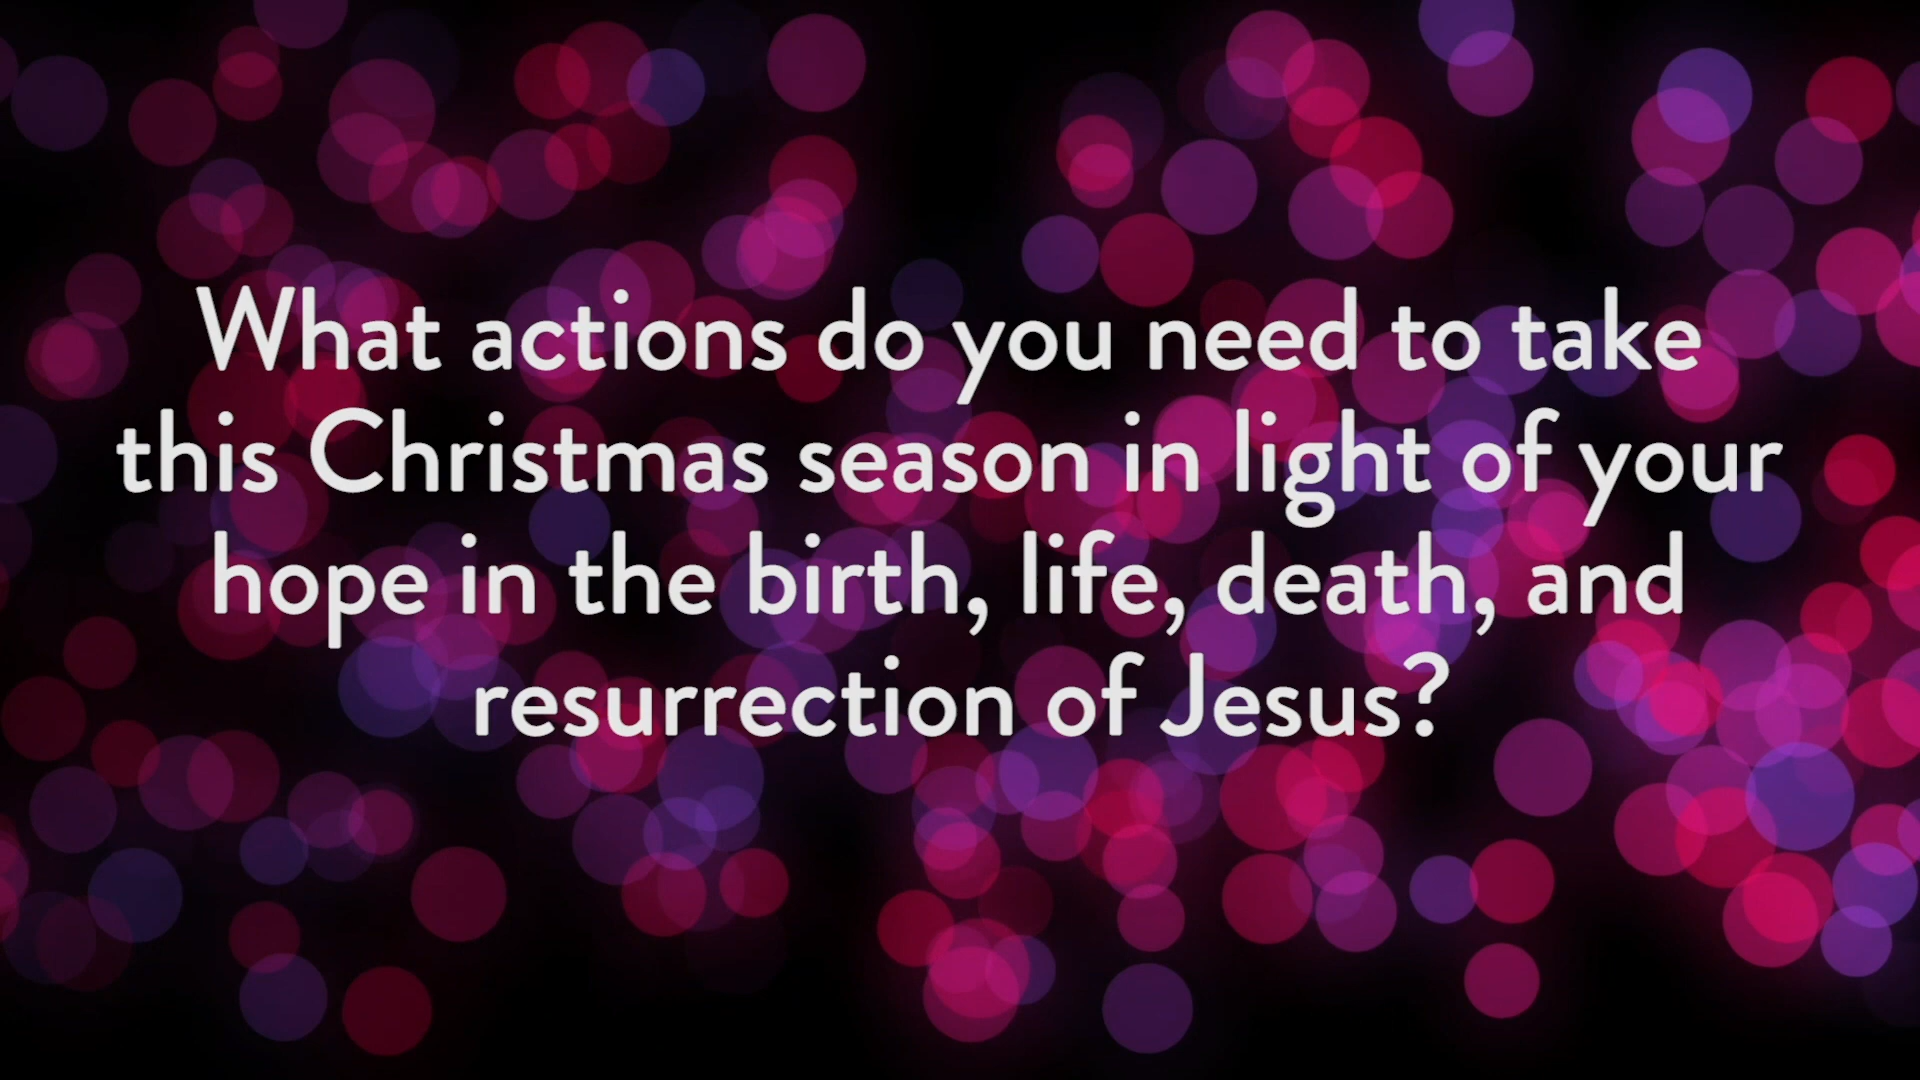 What actions do you need to take
this Christmas season in light of your
hope in the birth, life, death, and
resurrection of Jesus?